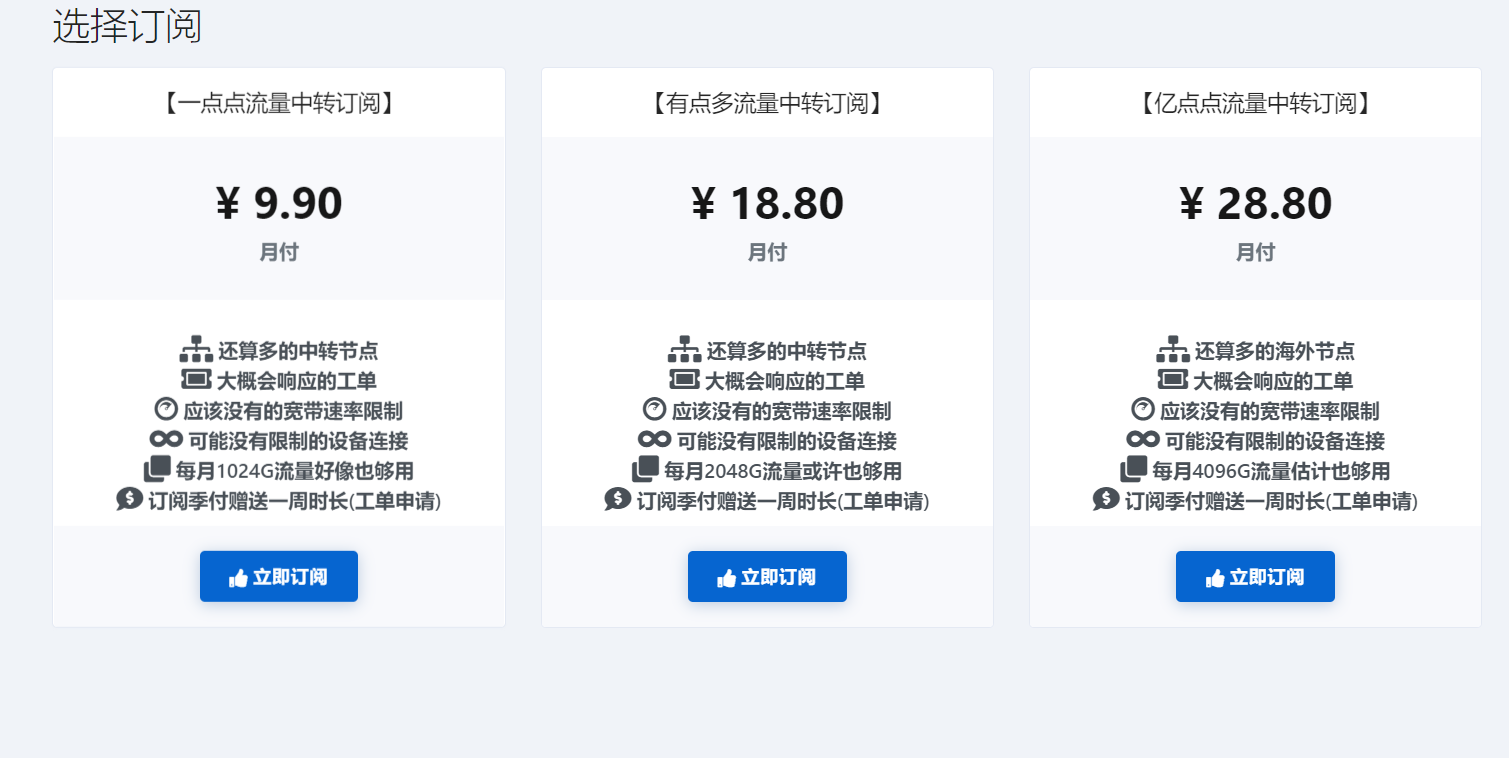 选择订阅
【一点点流量中转订阅】
¥ 9.90
月付
还算多的中转节点
大概会响应的工单
应该没有的宽带速率限制
可能没有限制的设备连接
每月1024G流量好像也够用
订阅季付赠送一周时长(工单申请)
立即订阅
【有点多流量中转订阅】
¥ 18.80
月付
还算多的中转节点
大概会响应的工单
应该没有的宽带速率限制
可能没有限制的设备连接
每月2048G流量或许也够用
订阅季付赠送一周时长(工单申请)
立即订阅
【亿点点流量中转订阅】
¥ 28.80
月付
还算多的海外节点
大概会响应的工单
应该没有的宽带速率限制
可能没有限制的设备连接
每月4096G流量估计也够用
订阅季付赠送一周时长(工单申请)
立即订阅